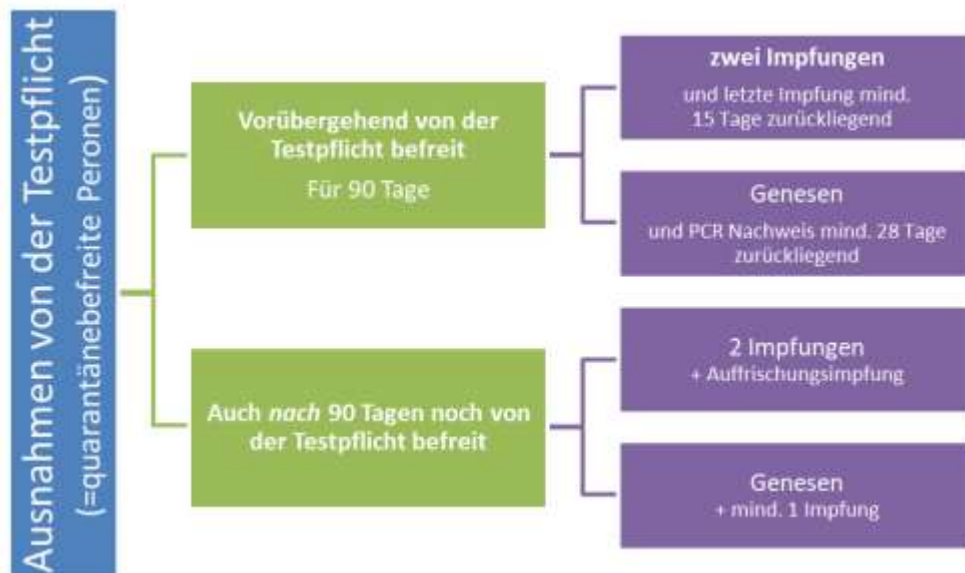 Ausnahmen von der Testpflicht
(=quarantänebefreite Peronen)
Vorübergehend von der
Testpflicht befreit
Für 90 Tage
zwei Impfungen
und letzte Impfung mind.
15 Tage zurückliegend
Genesen
und PCR Nachweis mind. 28 Tage
zurückliegend
Auch nach 90 Tagen noch von
der Testpflicht befreit
2 Impfungen
+ Auffrischungsimpfung
Genesen
+ mind. 1 Impfung